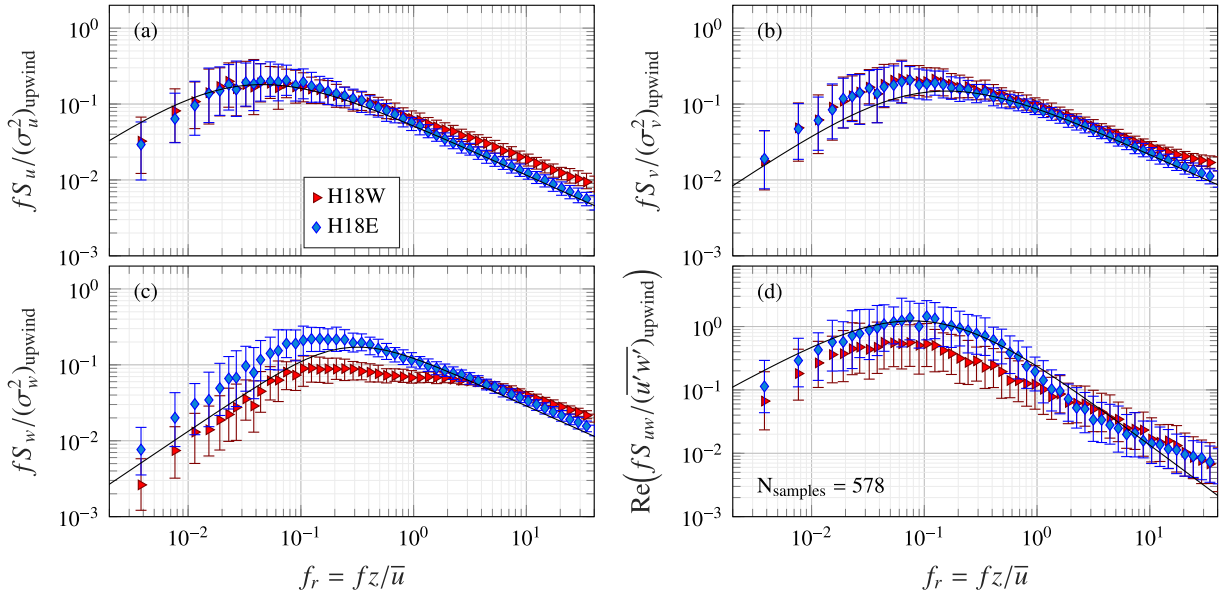 (a)
10^0
10^-1
10^-2
10^-3
fS_u/(σ_u^2)_upwind
H18W
H18E
(b)
10^0
10^-1
10^-2
10^-3
fS_v/(σ_v^2)_upwind
(c)
10^0
10^-1
10^-2
10^-3
fS_w/(σ_w^2)_upwind
10^-2 10^-1 10^0 10^1
f_r = fz/u̅
(d)
10^0
10^-1
10^-2
10^-3
Re(fS_uw/(u̅'w̅')_upwind)
N_samples = 578
10^-2 10^-1 10^0 10^1
f_r = fz/u̅